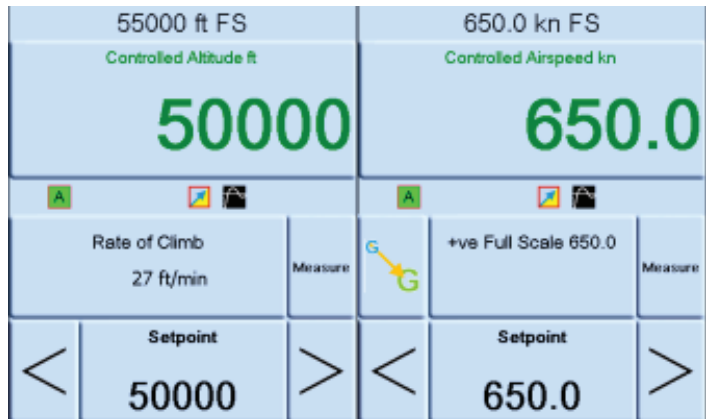 55000 ft FS
Controlled Altitude ft
50000
A
Rate of Climb
27 ft/min
Measure
<
Setpoint
50000
>
650.0 kn FS
Controlled Airspeed kn
650.0
A
G
G
+ve Full Scale 650.0
Measure
<
Setpoint
650.0
>